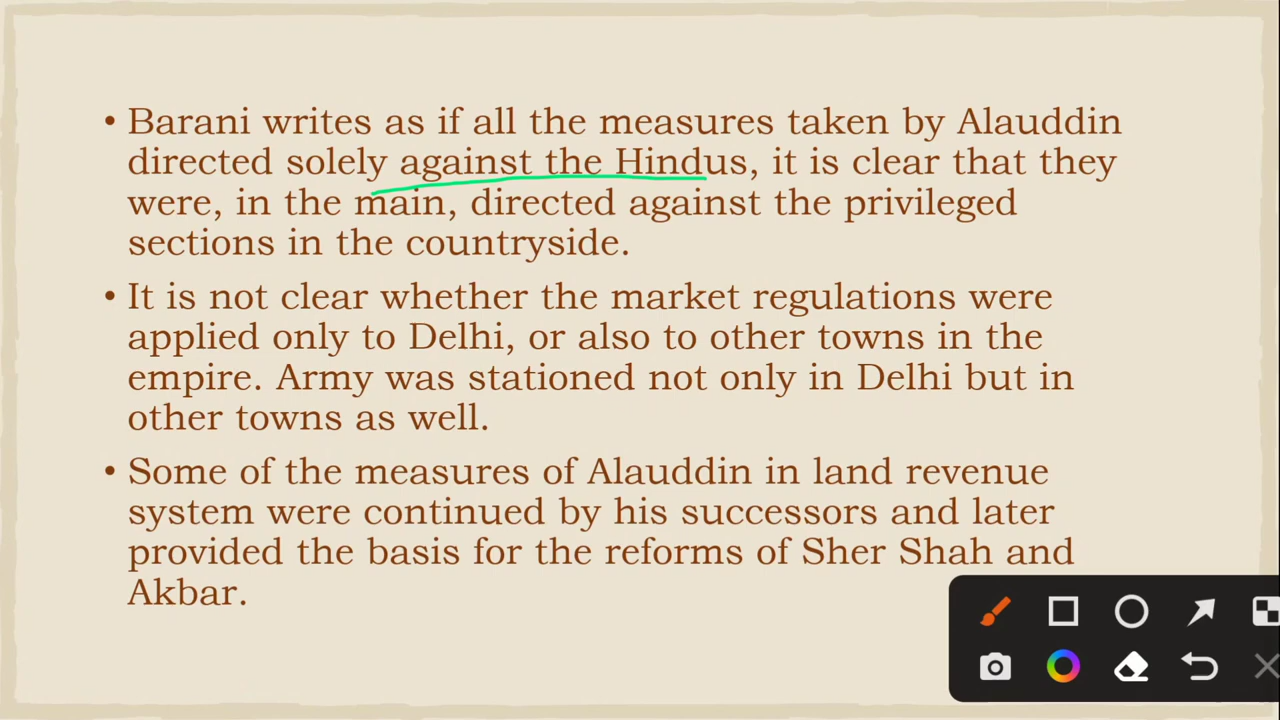 • Barani writes as if all the measures taken by Alauddin
directed solely against the Hindus, it is clear that they
were, in the main, directed against the privileged
sections in the countryside.
• It is not clear whether the market regulations were
applied only to Delhi, or also to other towns in the
empire. Army was stationed not only in Delhi but in
other towns as well.
• Some of the measures of Alauddin in land revenue
system were continued by his successors and later
provided the basis for the reforms of Sher Shah and
Akbar.